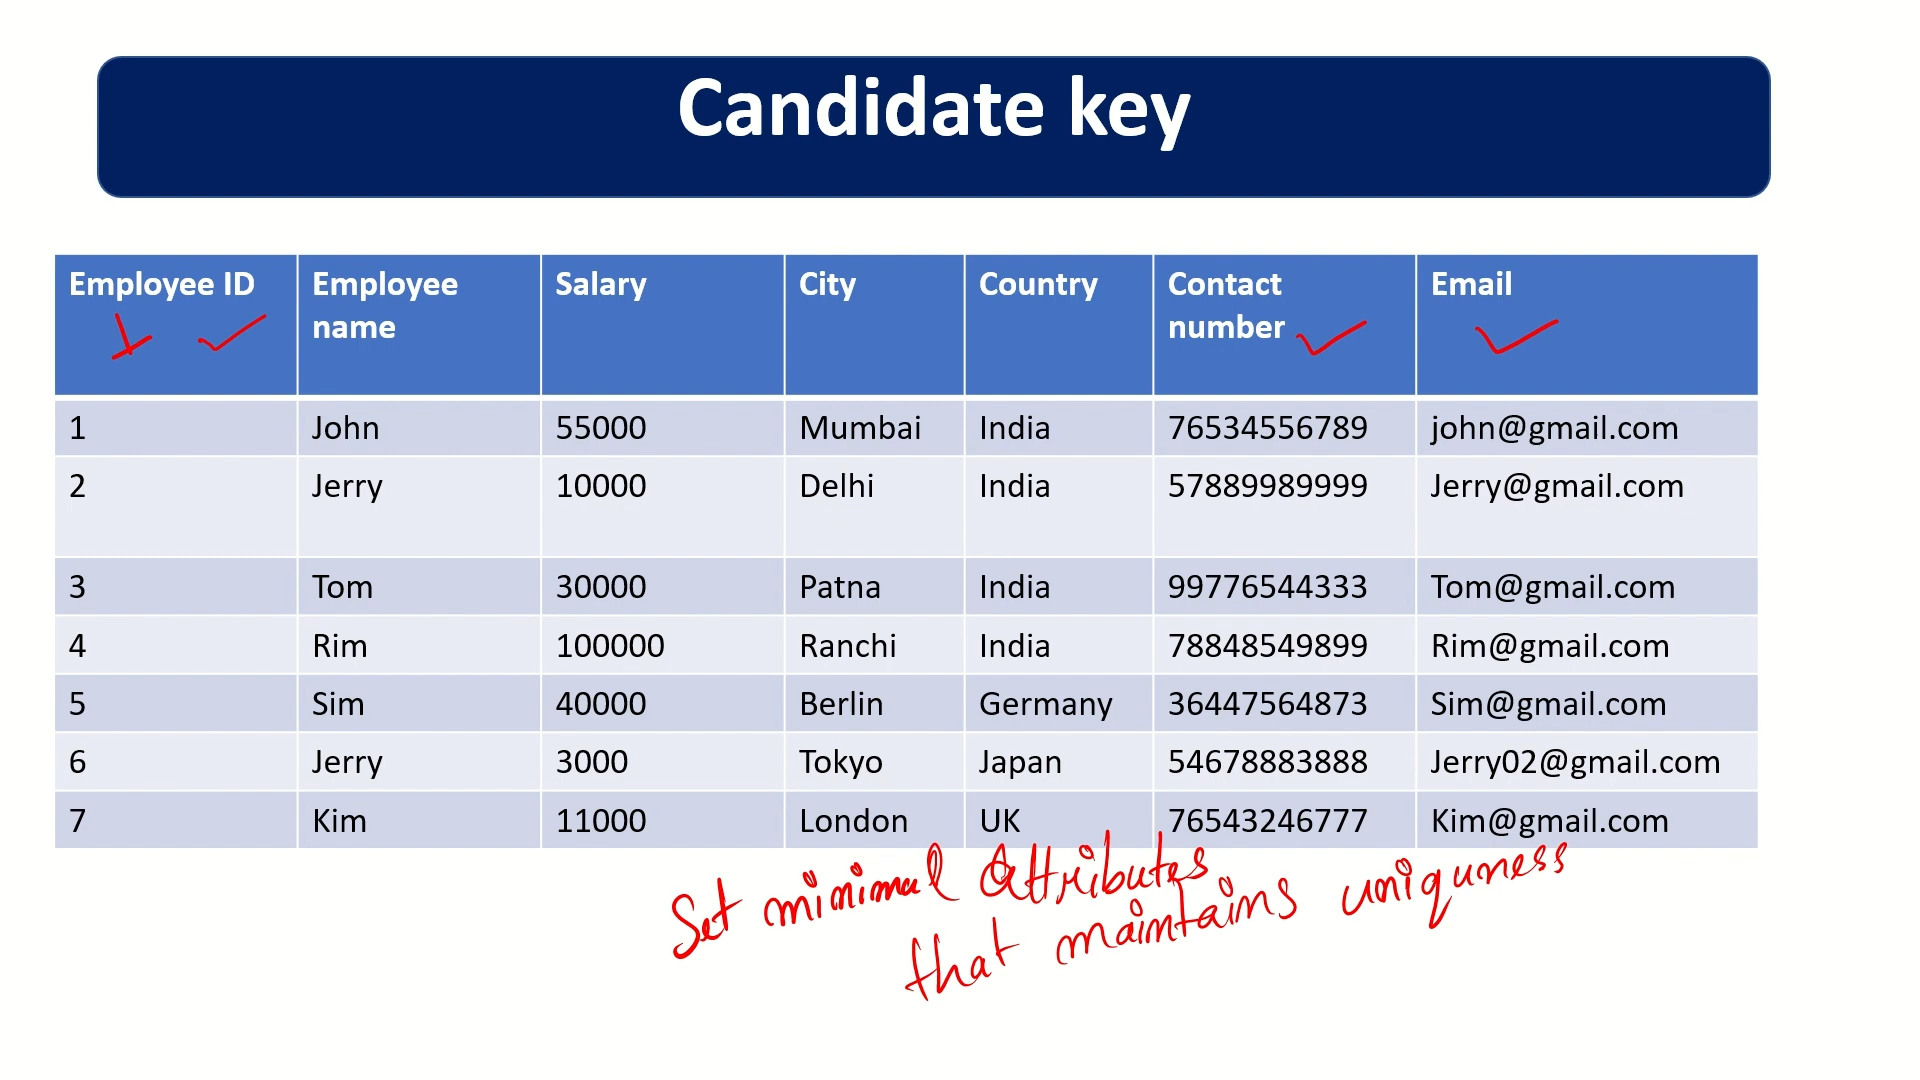 Candidate key
Employee ID Employee name Salary City Country Contact number Email
1 John 55000 Mumbai India 76534556789 john@gmail.com
2 Jerry 10000 Delhi India 57889989999 Jerry@gmail.com
3 Tom 30000 Patna India 99776544333 Tom@gmail.com
4 Rim 100000 Ranchi India 78848549899 Rim@gmail.com
5 Sim 40000 Berlin Germany 36447564873 Sim@gmail.com
6 Jerry 3000 Tokyo Japan 54678883888 Jerry02@gmail.com
7 Kim 11000 London UK 76543246777 Kim@gmail.com
Set minimal attributes
that maintains uniquness